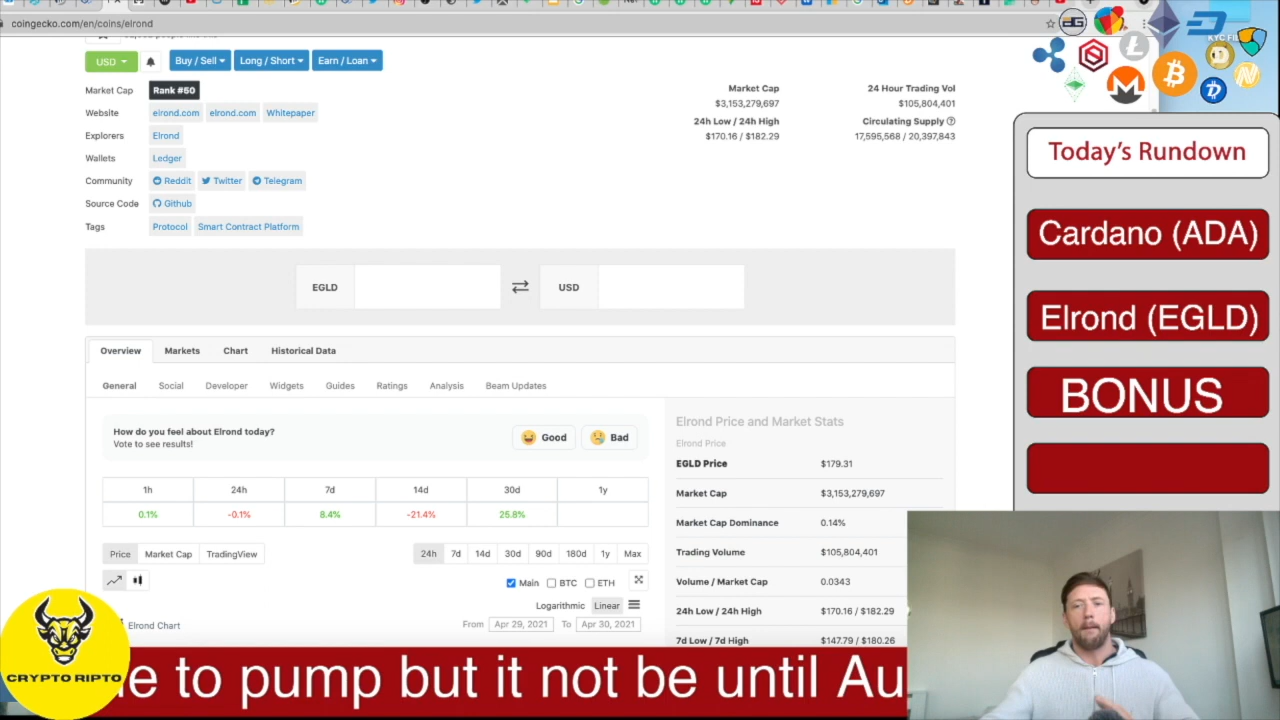 coingecko.com/en/coins/elrond
KYC FI
USD
Buy / Sell
Long / Short
Earn / Loan
Market Cap
Rank #60
Website
elrond.com
elrond.com
Whitepaper
Explorers
Elrond
Wallets
Ledger
Community
Reddit
Twitter
Telegram
Source Code
Github
Tags
Protocol
Smart Contract Platform
Market Cap
24 Hour Trading Vol
$3,153,279,697
$105,804,401
24h Low / 24h High
Circulating Supply
$170.16 / $182.29
17,595,568 / 20,397,843
EGLD
USD
Overview
Markets
Chart
Historical Data
General
Social
Developer
Widgets
Guides
Ratings
Analysis
Beam Updates
How do you feel about Elrond today?
Vote to see results!
Good
Bad
1h
24h
7d
14d
30d
1y
0.1%
-0.1%
8.4%
-21.4%
25.8%
Price
Market Cap
TradingView
24h
7d
14d
30d
90d
180d
1y
Max
Main
BTC
ETH
Logarithmic
Linear
Elrond Chart
From
Apr 29, 2021
To
Apr 30, 2021
Elrond Price and Market Stats
Elrond Price
EGLD Price
$179.31
Market Cap
$3,153,279,697
Market Cap Dominance
0.14%
Trading Volume
$105,804,401
Volume / Market Cap
0.0343
24h Low / 24h High
$170.16 / $182.29
7d Low / 7d High
$147.79 / $180.26
Today's Rundown
Cardano (ADA)
Elrond (EGLD)
BONUS
CRYPTO RIPTO
to pump but it not be until Au